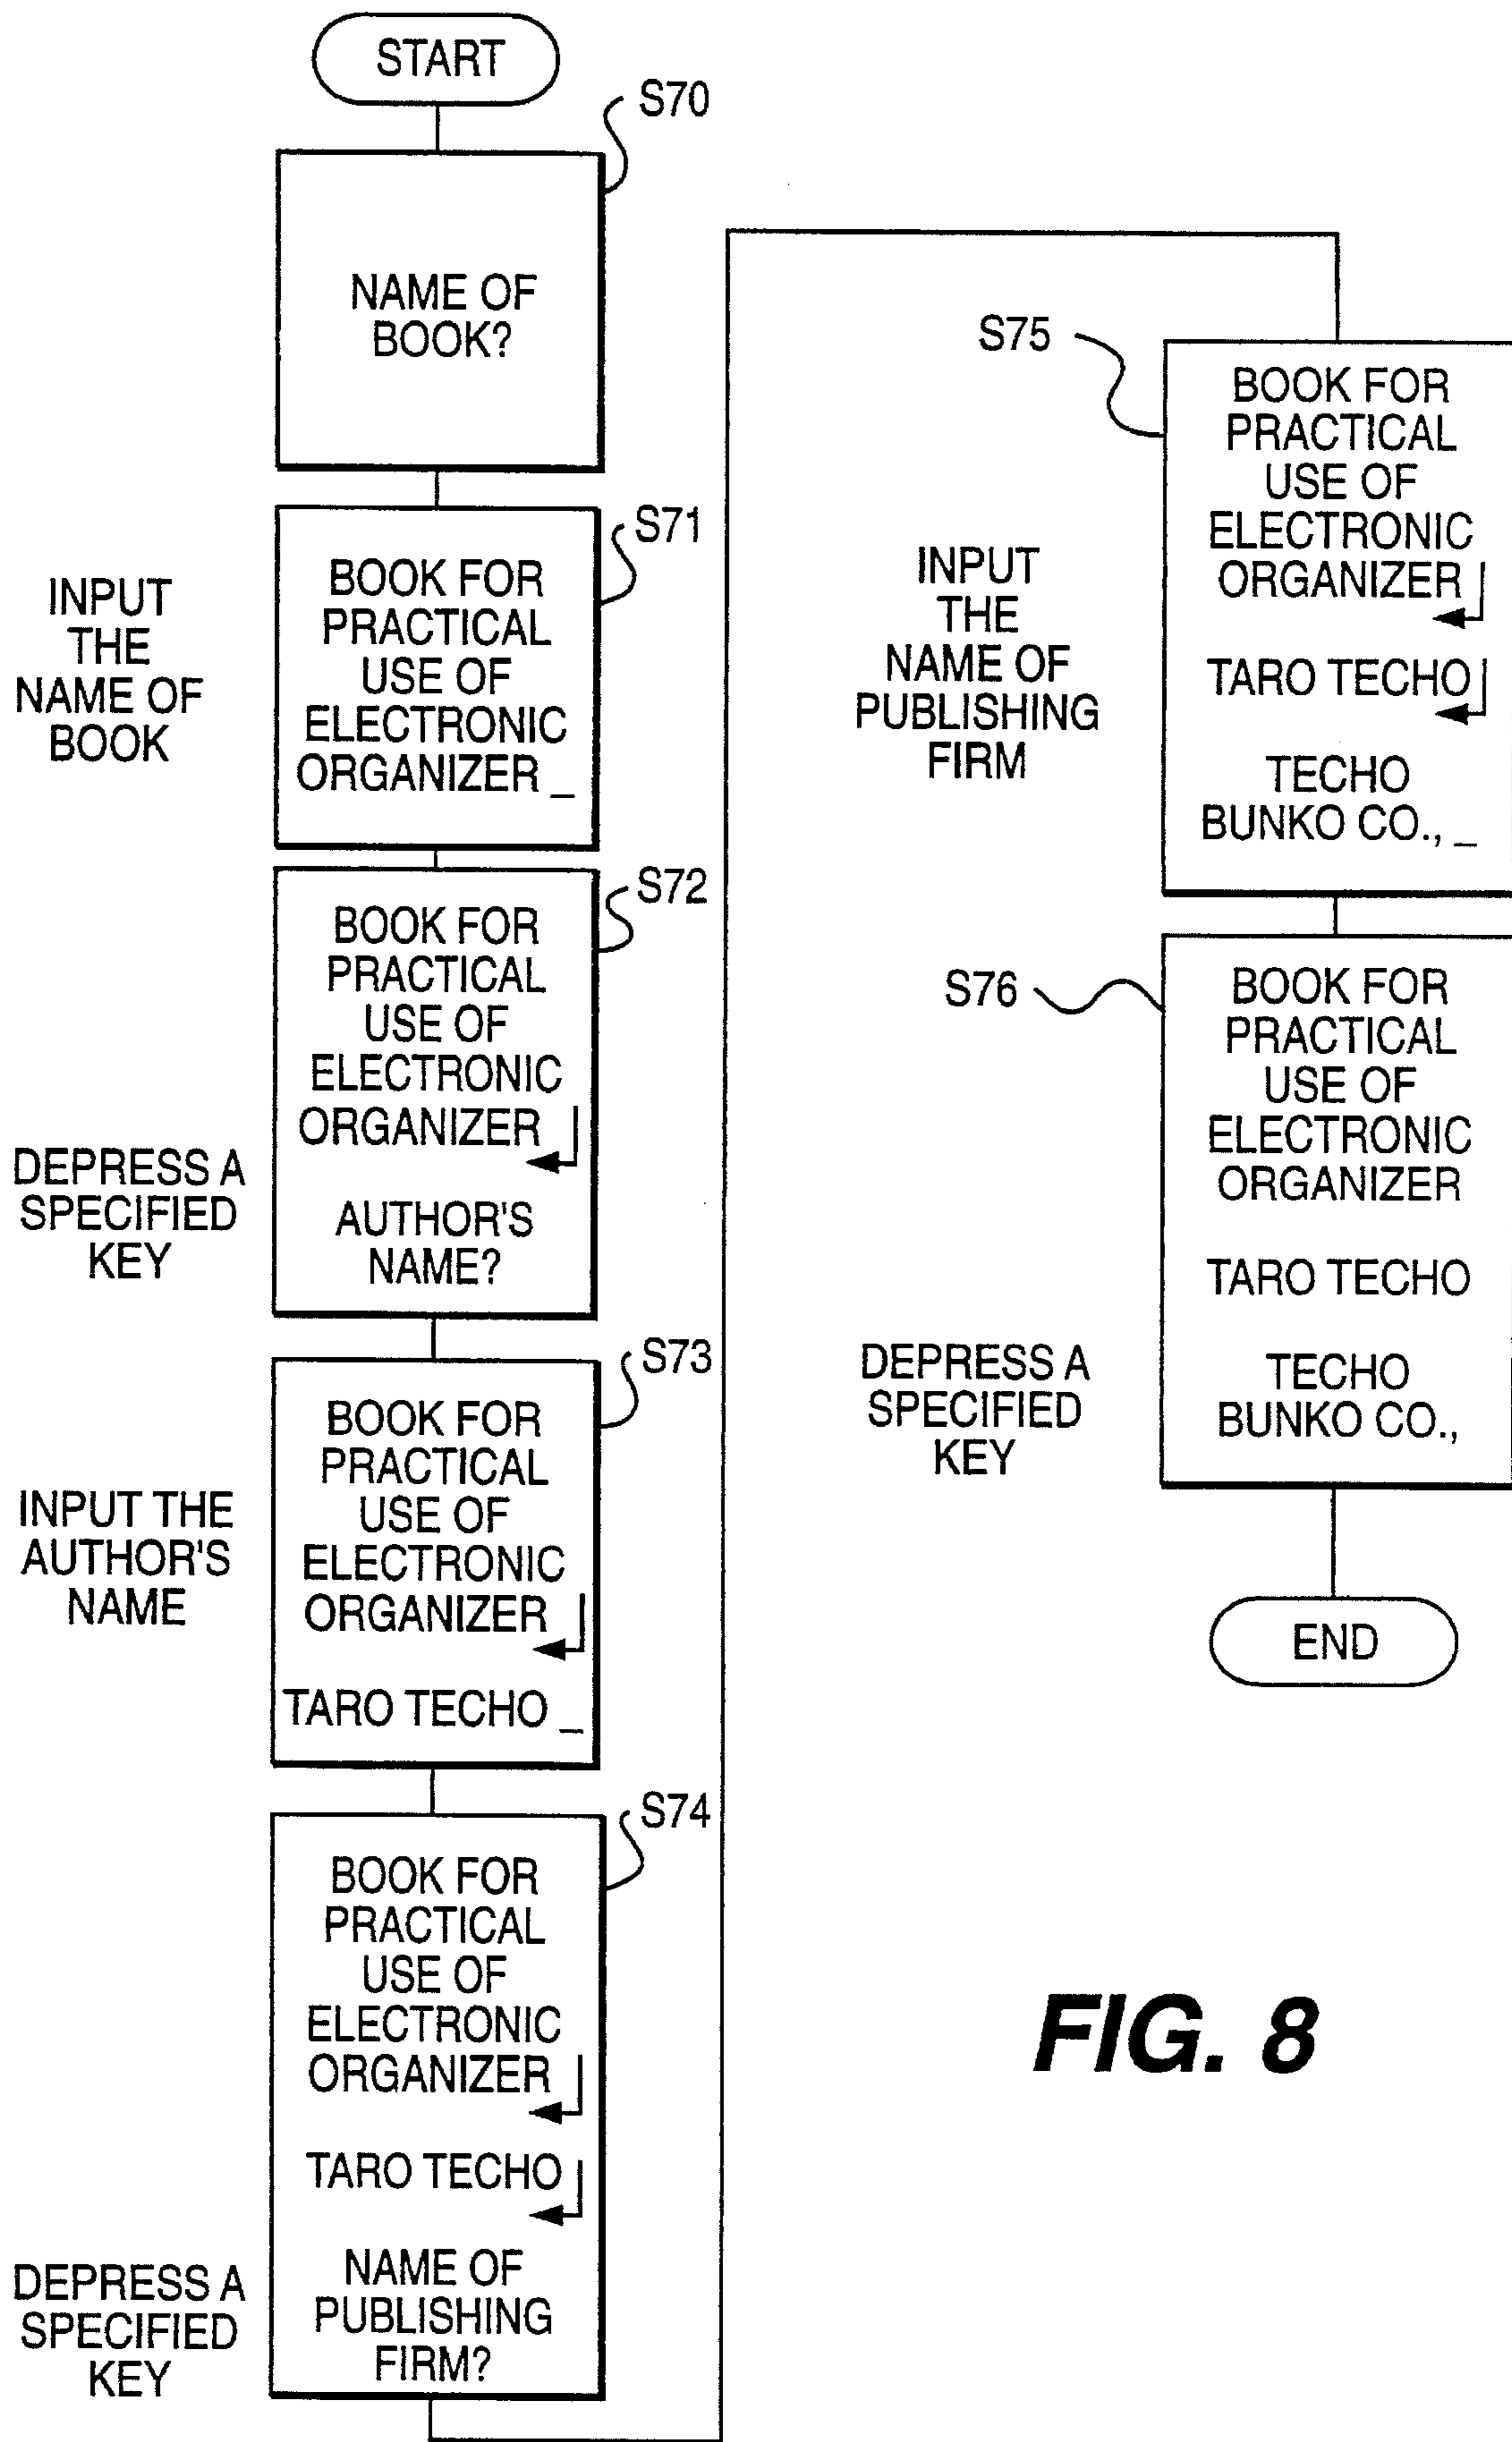 START
S70
NAME OF
BOOK?
S71
INPUT
THE
NAME OF
BOOK
BOOK FOR
PRACTICAL
USE OF
ELECTRONIC
ORGANIZER _
S72
BOOK FOR
PRACTICAL
USE OF
ELECTRONIC
ORGANIZER
DEPRESS A
SPECIFIED
KEY
AUTHOR'S
NAME?
S73
INPUT THE
AUTHOR'S
NAME
BOOK FOR
PRACTICAL
USE OF
ELECTRONIC
ORGANIZER
TARO TECHO _
S74
BOOK FOR
PRACTICAL
USE OF
ELECTRONIC
ORGANIZER
TARO TECHO
DEPRESS A
SPECIFIED
KEY
NAME OF
PUBLISHING
FIRM?
S75
INPUT
THE
NAME OF
PUBLISHING
FIRM
BOOK FOR
PRACTICAL
USE OF
ELECTRONIC
ORGANIZER
TARO TECHO
TECHO
BUNKO CO., _
S76
BOOK FOR
PRACTICAL
USE OF
ELECTRONIC
ORGANIZER
TARO TECHO
DEPRESS A
SPECIFIED
KEY
TECHO
BUNKO CO.,
END
FIG. 8